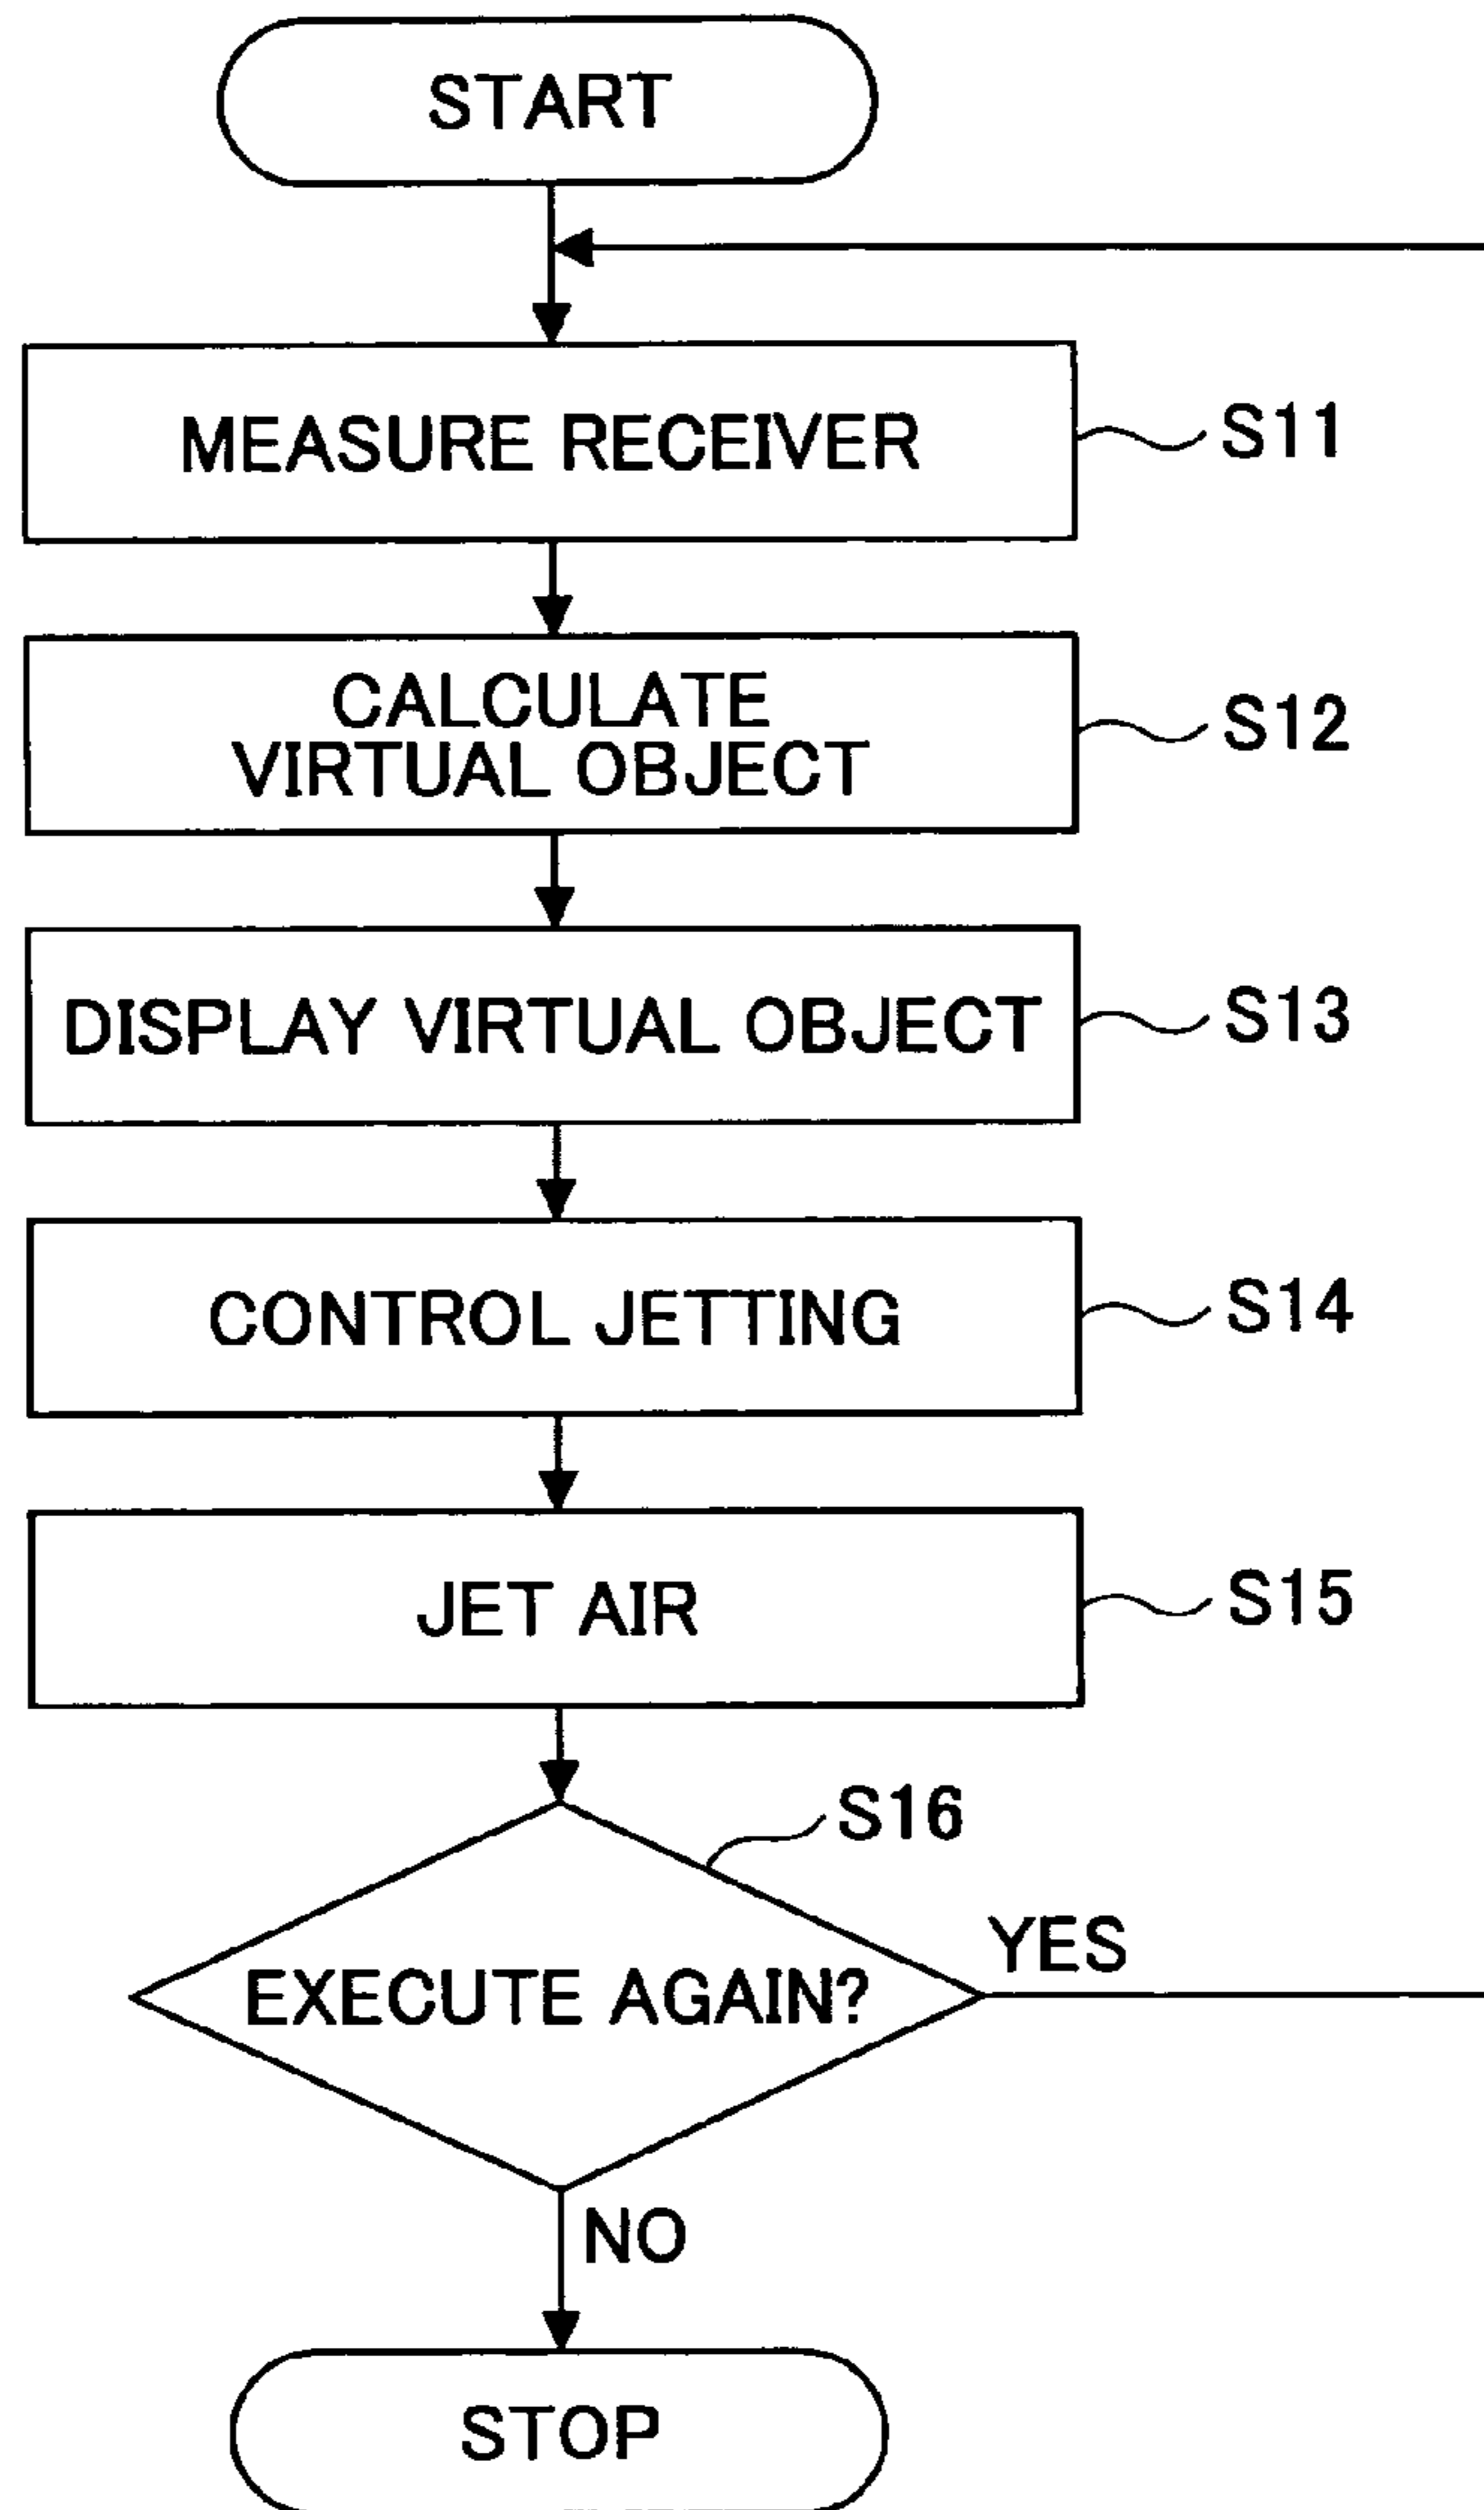 START
MEASURE RECEIVER
S11
CALCULATE
VIRTUAL OBJECT
S12
DISPLAY VIRTUAL OBJECT
S13
CONTROL JETTING
S14
JET AIR
S15
S16
EXECUTE AGAIN?
YES
NO
STOP